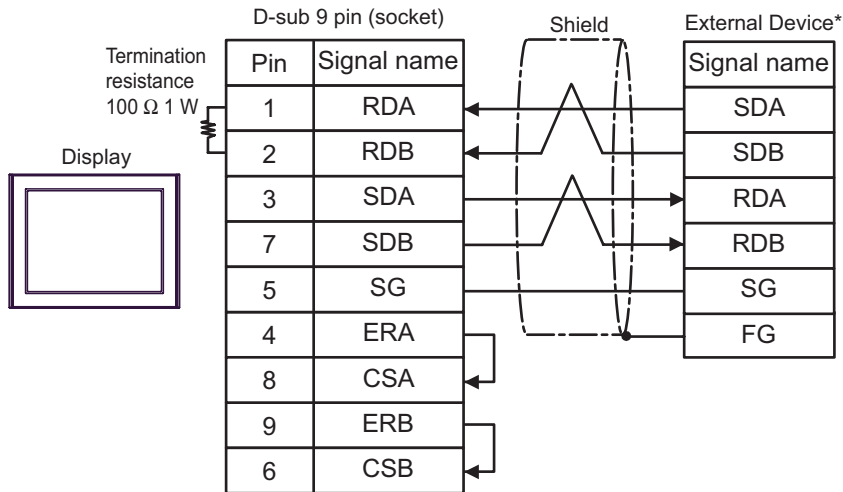 D-sub 9 pin (socket)
Shield
External Device*
Termination
resistance
100 Ω 1 W
Display
Pin Signal name
1 RDA
2 RDB
3 SDA
7 SDB
5 SG
4 ERA
8 CSA
9 ERB
6 CSB
Signal name
SDA
SDB
RDA
RDB
SG
FG